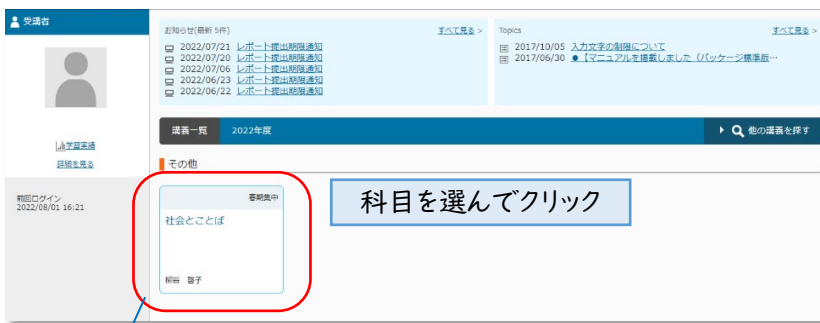 受講者
学習実績
詳細を見る
前回ログイン
2022/08/01 16:21
お知らせ(最新 5件)
すべて見る >
2022/07/21 レポート提出期限通知
2022/07/20 レポート提出期限通知
2022/07/06 レポート提出期限通知
2022/06/23 レポート提出期限通知
2022/06/22 レポート提出期限通知
Topics
すべて見る >
2017/10/05 入力文字の制限について
2017/06/30 ●【マニュアルを掲載しました（パッケージ標準版…
講義一覧 2022年度
他の講義を探す
その他
春期集中
社会とことば
柳谷 啓子
科目を選んでクリック